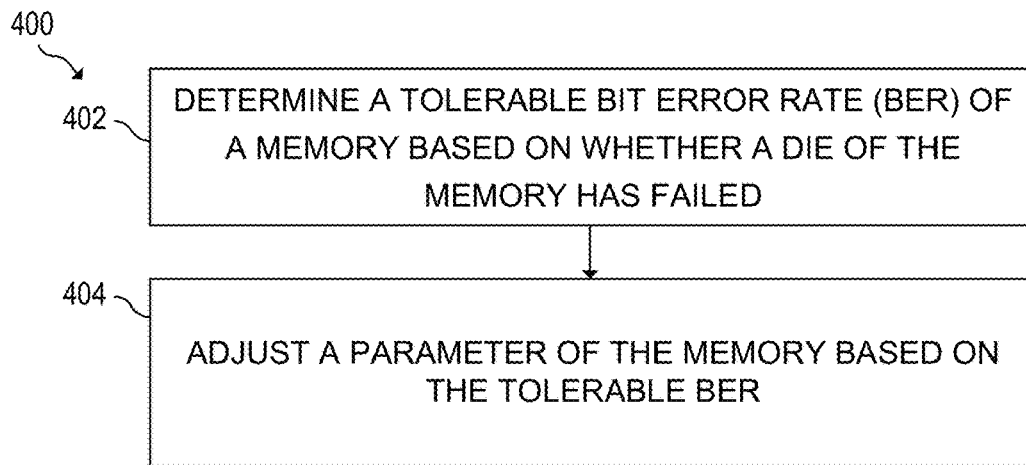 400
402
DETERMINE A TOLERABLE BIT ERROR RATE (BER) OF
A MEMORY BASED ON WHETHER A DIE OF THE
MEMORY HAS FAILED
404
ADJUST A PARAMETER OF THE MEMORY BASED ON
THE TOLERABLE BER